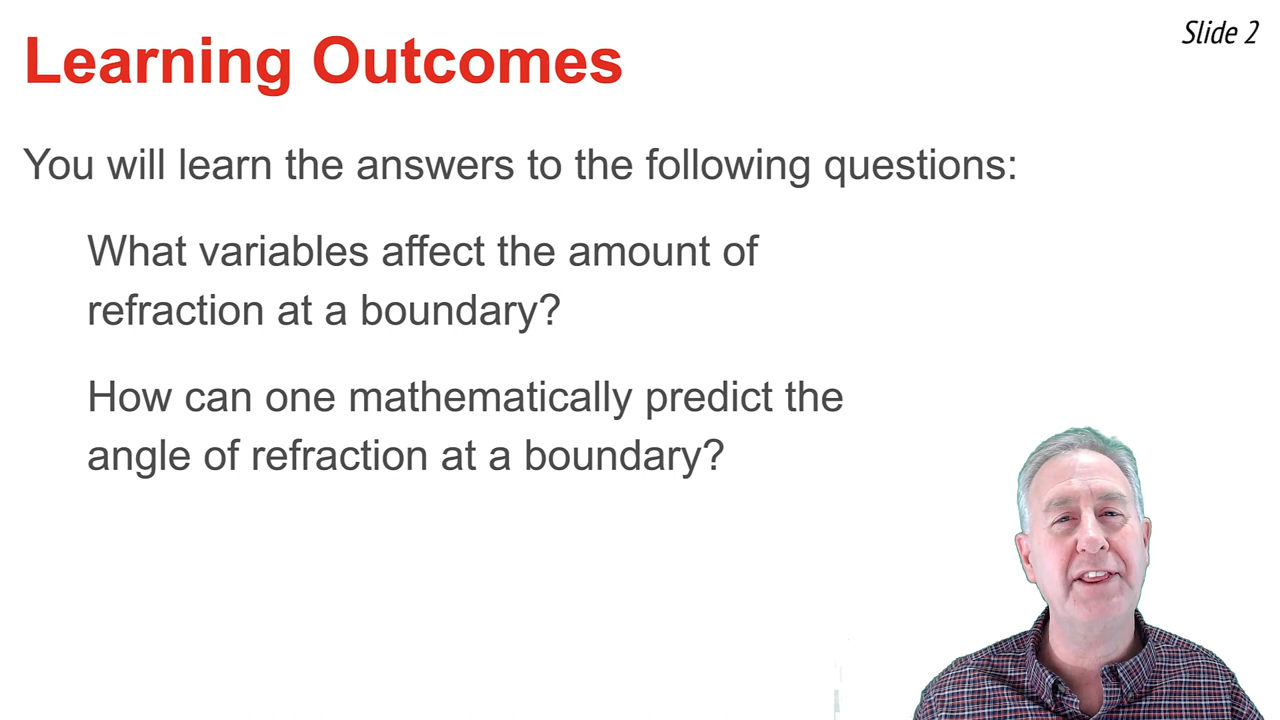 Slide 2
Learning Outcomes
You will learn the answers to the following questions:
What variables affect the amount of
refraction at a boundary?
How can one mathematically predict the
angle of refraction at a boundary?